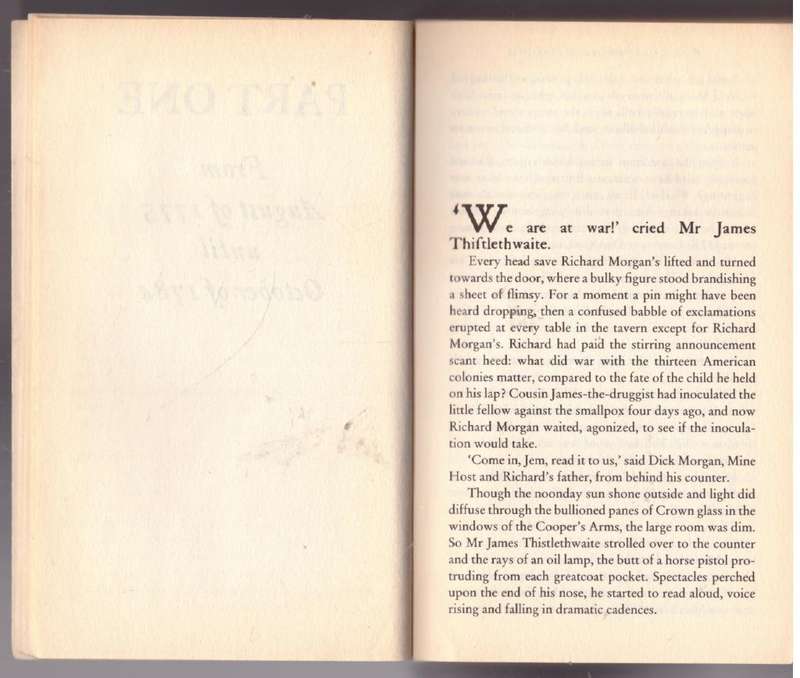 PART ONE
From
August of 1775
until
October of 1784
‘We are at war!’ cried Mr James
Thiſtlethwaite.
Every head save Richard Morgan’s lifted and turned
towards the door, where a bulky figure stood brandishing
a sheet of flimsy. For a moment a pin might have been
heard dropping, then a confused babble of exclamations
erupted at every table in the tavern except for Richard
Morgan’s. Richard had paid the stirring announcement
scant heed: what did war with the thirteen American
colonies matter, compared to the fate of the child he held
on his lap? Cousin James-the-druggist had inoculated the
little fellow against the smallpox four days ago, and now
Richard Morgan waited, agonized, to see if the inocula-
tion would take.
‘Come in, Jem, read it to us,’ said Dick Morgan, Mine
Host and Richard’s father, from behind his counter.
Though the noonday sun shone outside and light did
diffuse through the bullioned panes of Crown glass in the
windows of the Cooper’s Arms, the large room was dim.
So Mr James Thistlethwaite strolled over to the counter
and the rays of an oil lamp, the butt of a horse pistol pro-
truding from each greatcoat pocket. Spectacles perched
upon the end of his nose, he started to read aloud, voice
rising and falling in dramatic cadences.